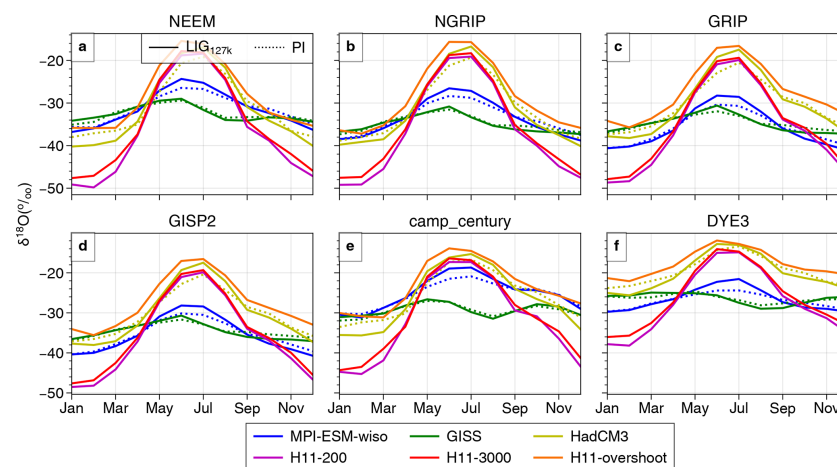 NEEM NGRIP GRIP
a LIG127k PI b c
−20
−30
−40
−50
δ18O(o/oo)
GISP2 camp_century DYE3
d e f
−20
−30
−40
−50
Jan Mar May Jul Sep Nov Jan Mar May Jul Sep Nov Jan Mar May Jul Sep Nov
MPI-ESM-wiso GISS HadCM3
H11-200 H11-3000 H11-overshoot